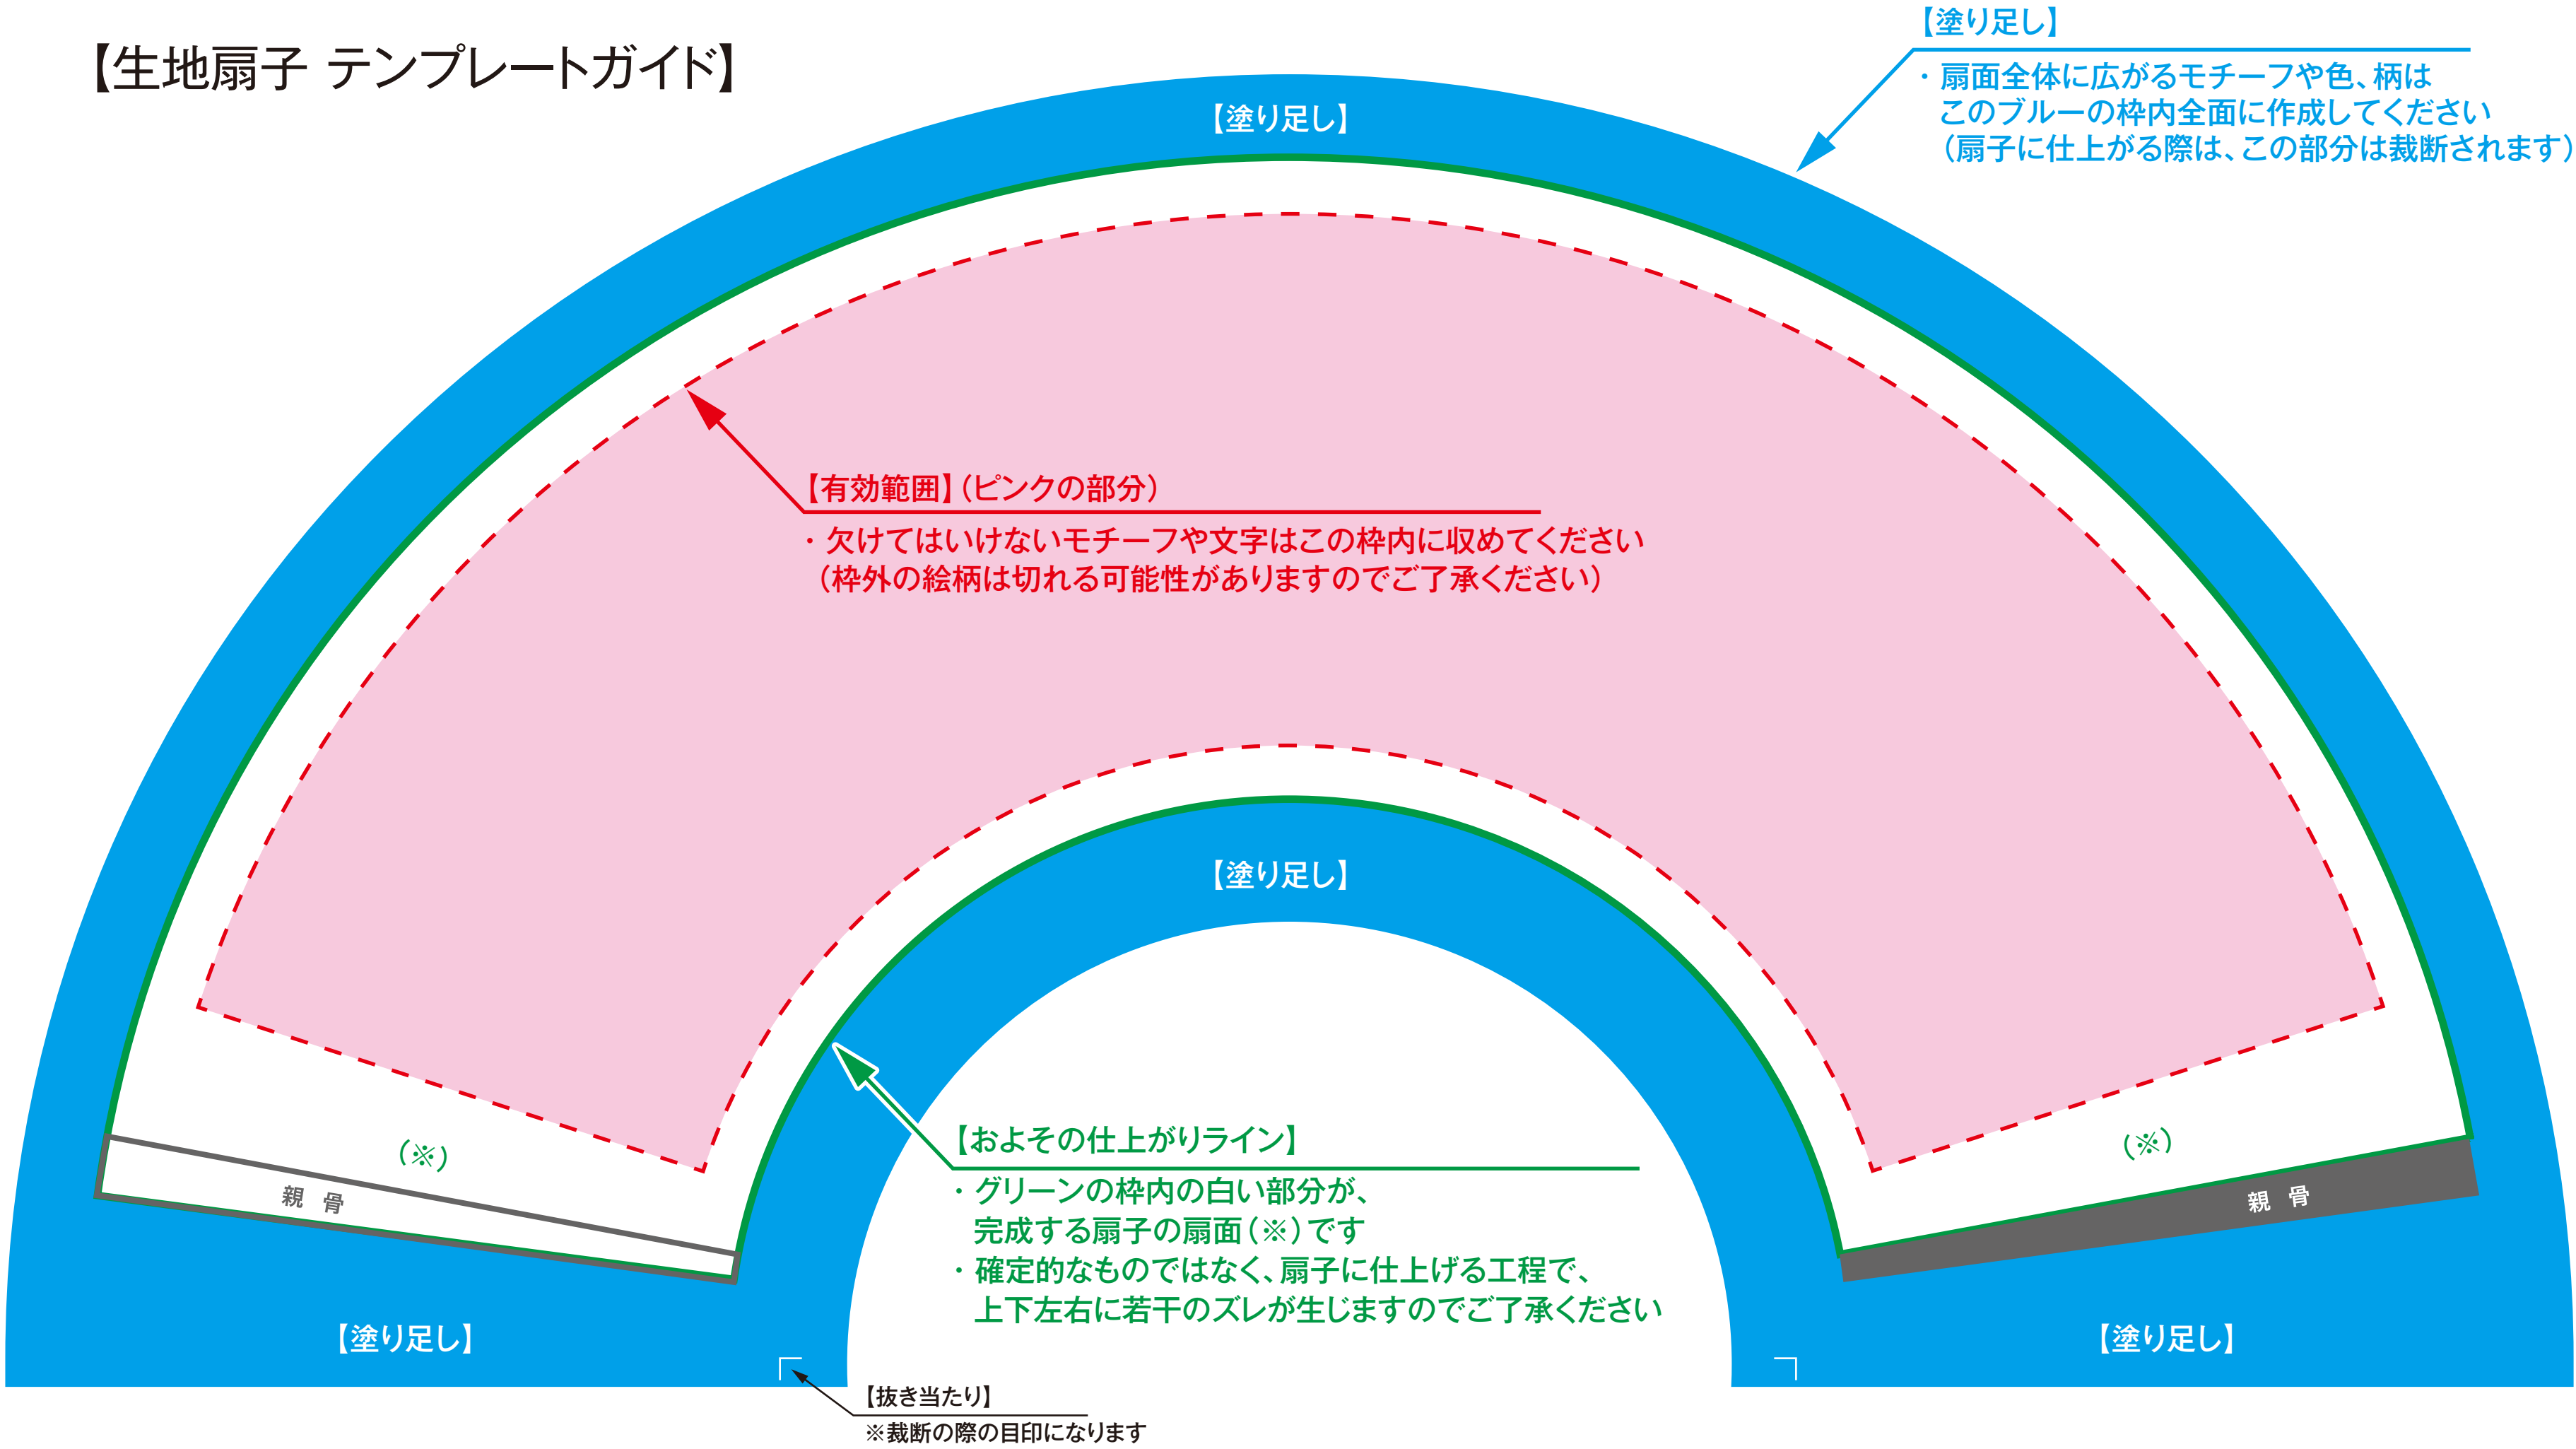 【生地扇子 テンプレートガイド】
【塗り足し】
・ 扇面全体に広がるモチーフや色、柄は
このブルーの枠内全面に作成してください
（扇子に仕上がる際は、この部分は裁断されます）
【塗り足し】
【有効範囲】（ピンクの部分）
・ 欠けてはいけないモチーフや文字はこの枠内に収めてください
（枠外の絵柄は切れる可能性がありますのでご了承ください）
【塗り足し】
【およその仕上がりライン】
・ グリーンの枠内の白い部分が、
完成する扇子の扇面（※）です
・ 確定的なものではなく、扇子に仕上げる工程で、
上下左右に若干のズレが生じますのでご了承ください
（※）
（※）
親 骨
親 骨
【塗り足し】
【塗り足し】
【抜き当たり】
※裁断の際の目印になります